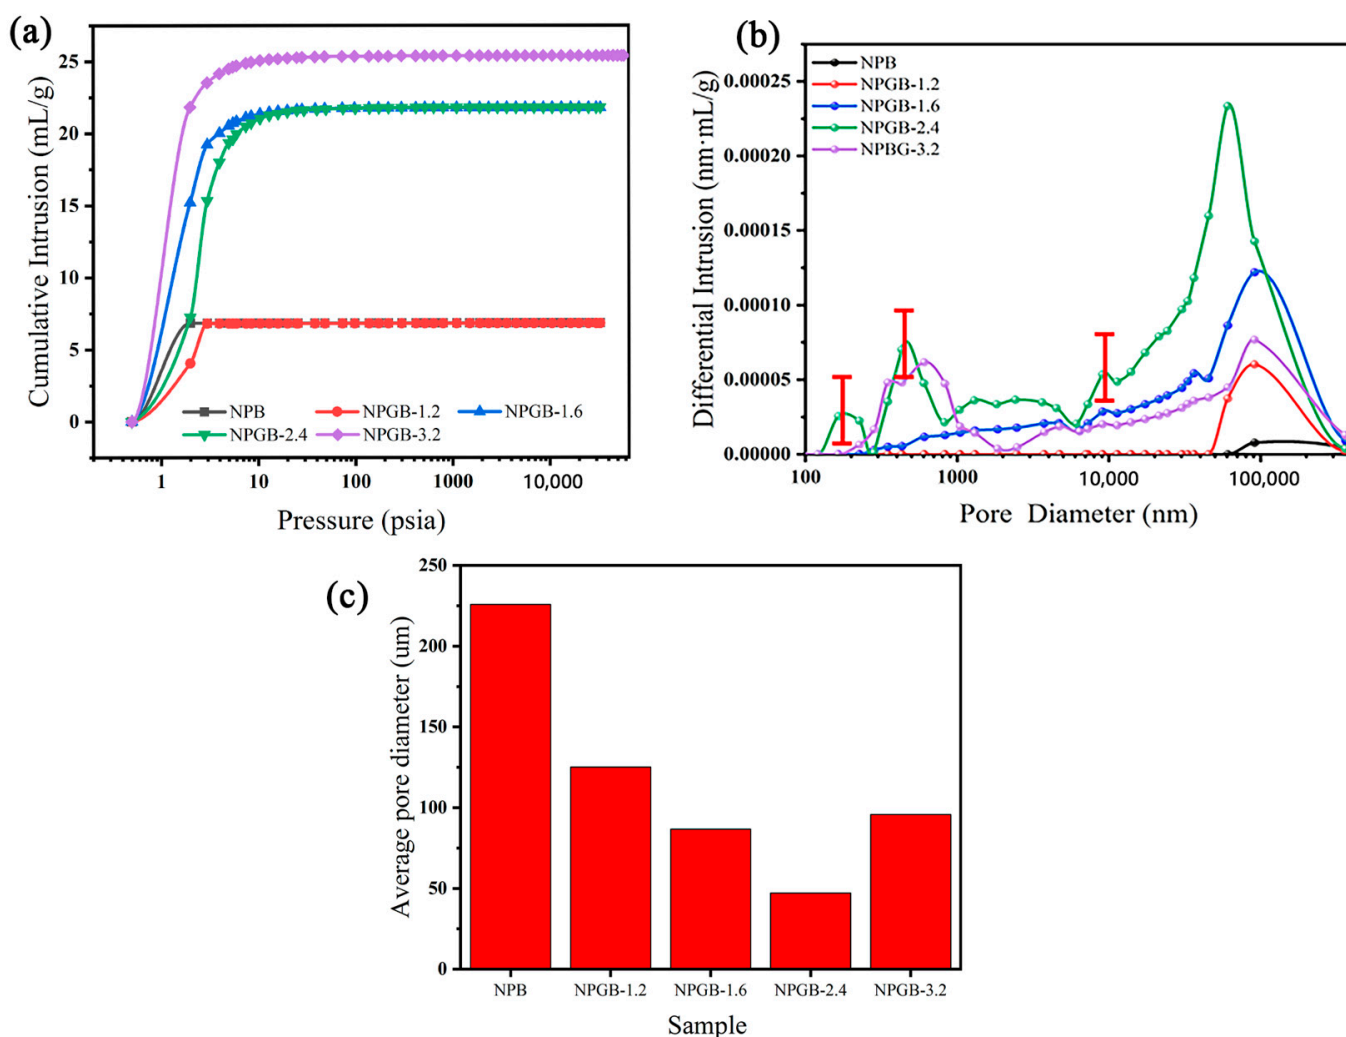 (a)
Cumulative Intrusion (mL/g)
25
20
15
10
5
0
NPB NPGB-1.2 NPGB-1.6
NPGB-2.4 NPGB-3.2
1 10 100 1000 10,000
Pressure (psia)
(b)
Differential Intrusion (nm·mL/g)
0.00025
0.00020
0.00015
0.00010
0.00005
0.00000
NPB
NPGB-1.2
NPGB-1.6
NPGB-2.4
NPBG-3.2
100 1000 10,000 100,000
Pore Diameter (nm)
(c)
Average pore diameter (um)
250
200
150
100
50
0
NPB NPGB-1.2 NPGB-1.6 NPGB-2.4 NPGB-3.2
Sample